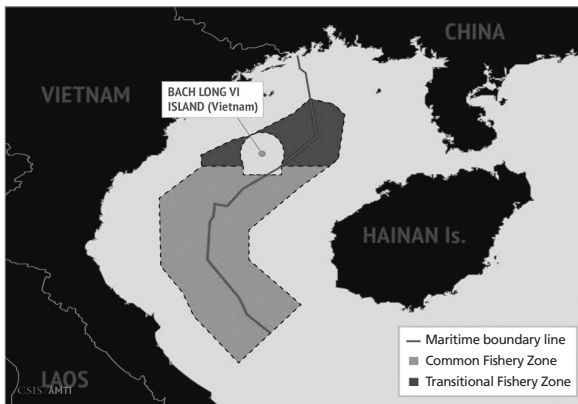 CHINA
VIETNAM
BACH LONG VI
ISLAND (Vietnam)
HAINAN Is.
Maritime boundary line
Common Fishery Zone
Transitional Fishery Zone
LAOS
CSIS/AMTI